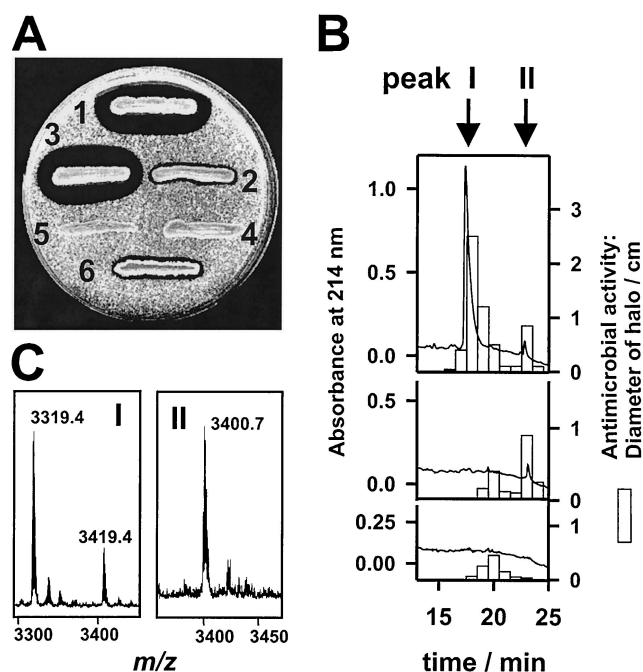 A
1
3
2
5
4
6
B
peak I II
1.0
0.5
0.0
3
2
1
0
0.5
0.0
1
0
0.25
0.00
1
0
15 20 25
time / min
Absorbance at 214 nm
Antimicrobial activity:
Diameter of halo / cm
C
3319.4
I
3419.4
3300 3400
II
3400.7
3400 3450
m/z